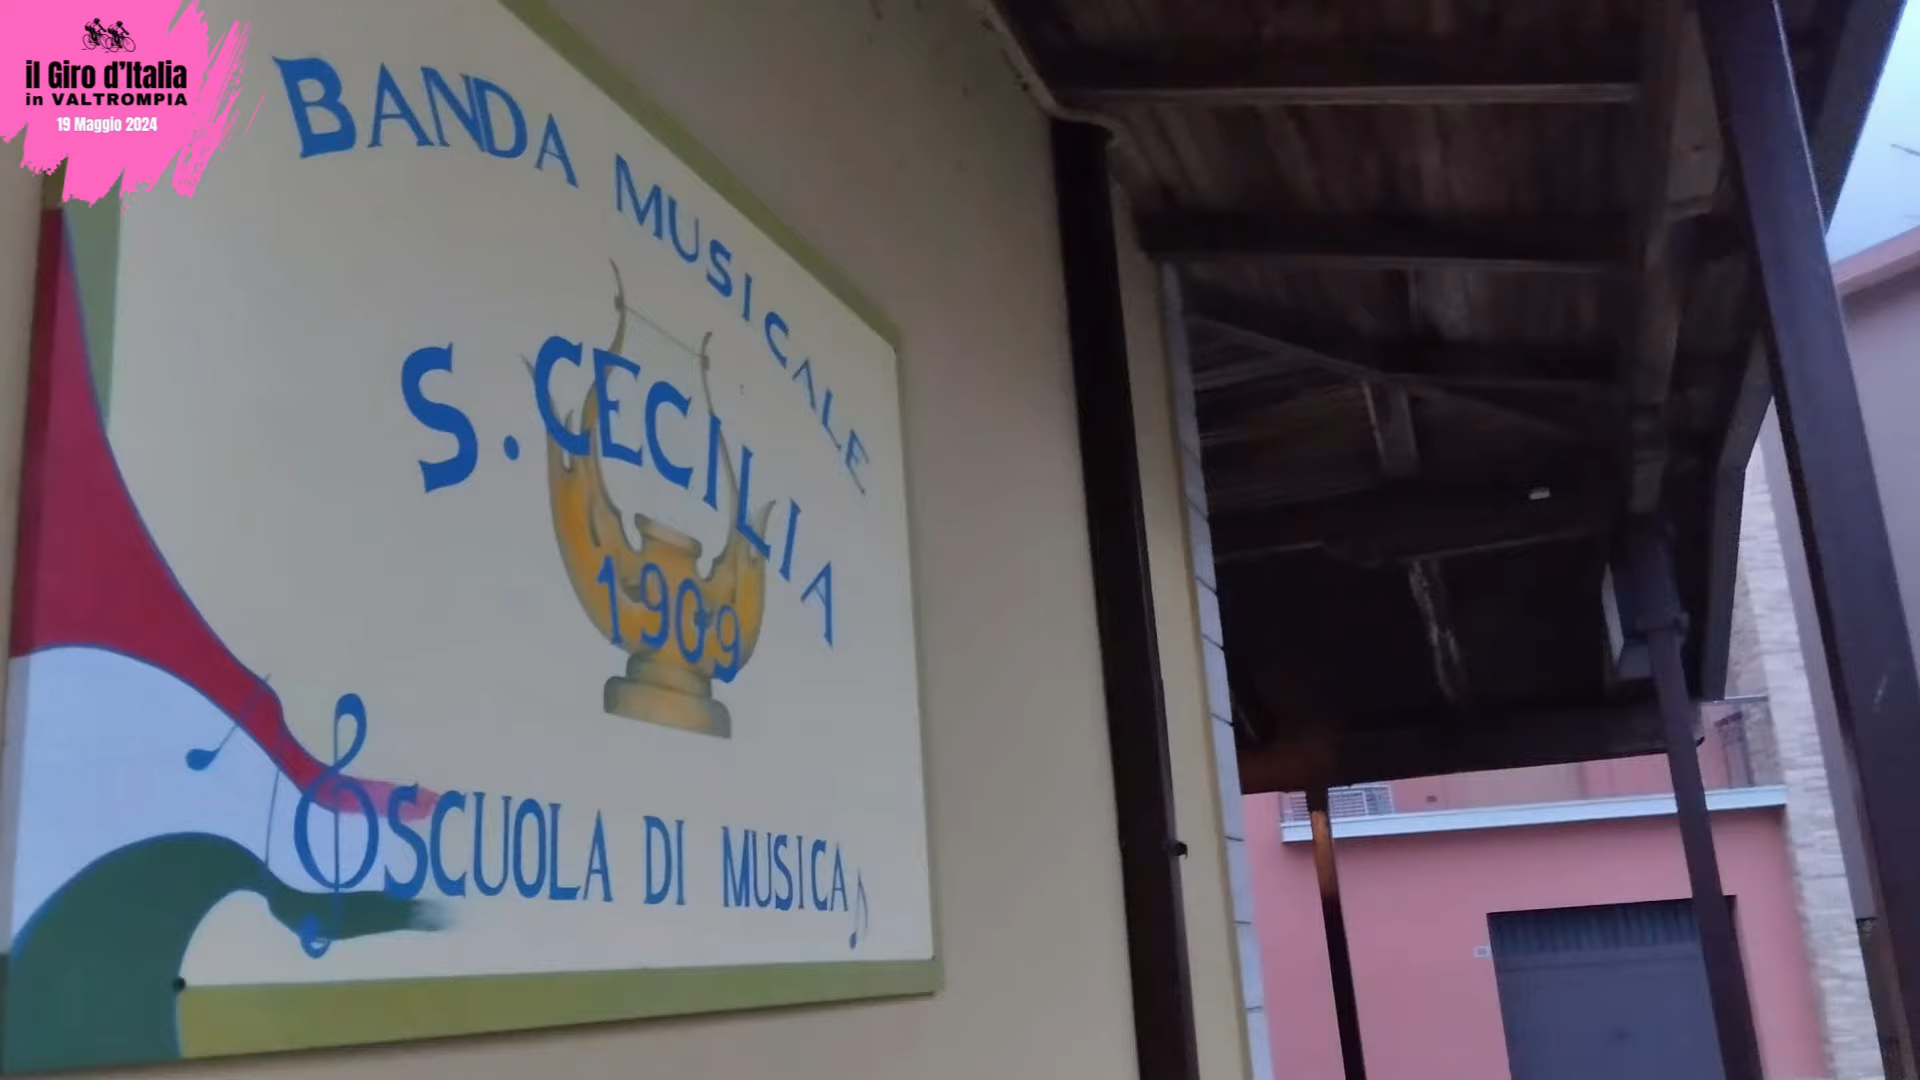 il Giro d'Italia
in VALTROMPIA
19 Maggio 2024
BANDA MUSICALE
S. CECILIA
1909
SCUOLA DI MUSICA